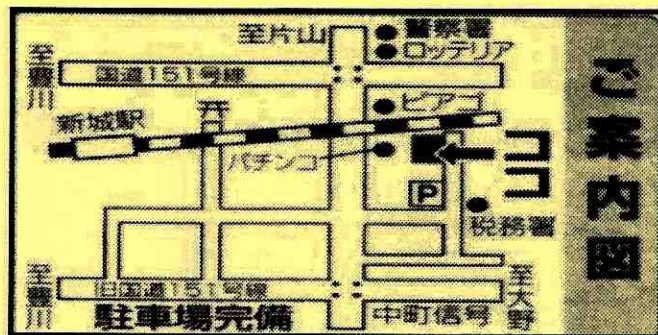 ご案内図
至片山
警察署
ロッテリア
至豊川
国道151号線
ピアゴ
新城駅
パチンコ
ココ
P
税務署
至豊川
旧国道151号線
駐車場完備
中町信号
至大野